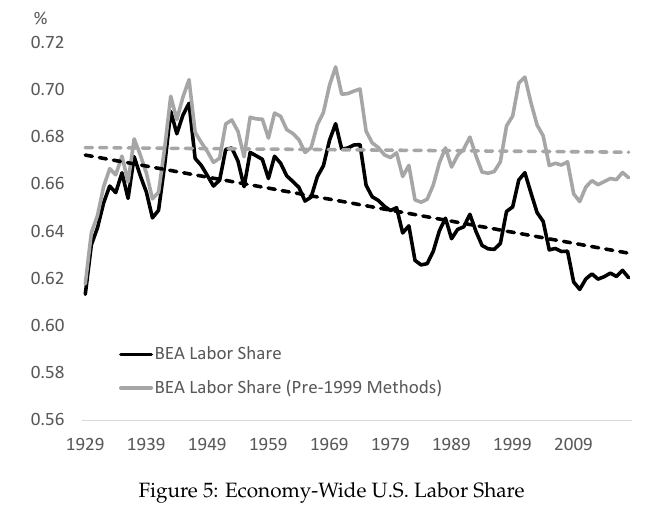 %
0.72
0.70
0.68
0.66
0.64
0.62
0.60
0.58
0.56
BEA Labor Share
BEA Labor Share (Pre-1999 Methods)
1929 1939 1949 1959 1969 1979 1989 1999 2009
Figure 5: Economy-Wide U.S. Labor Share